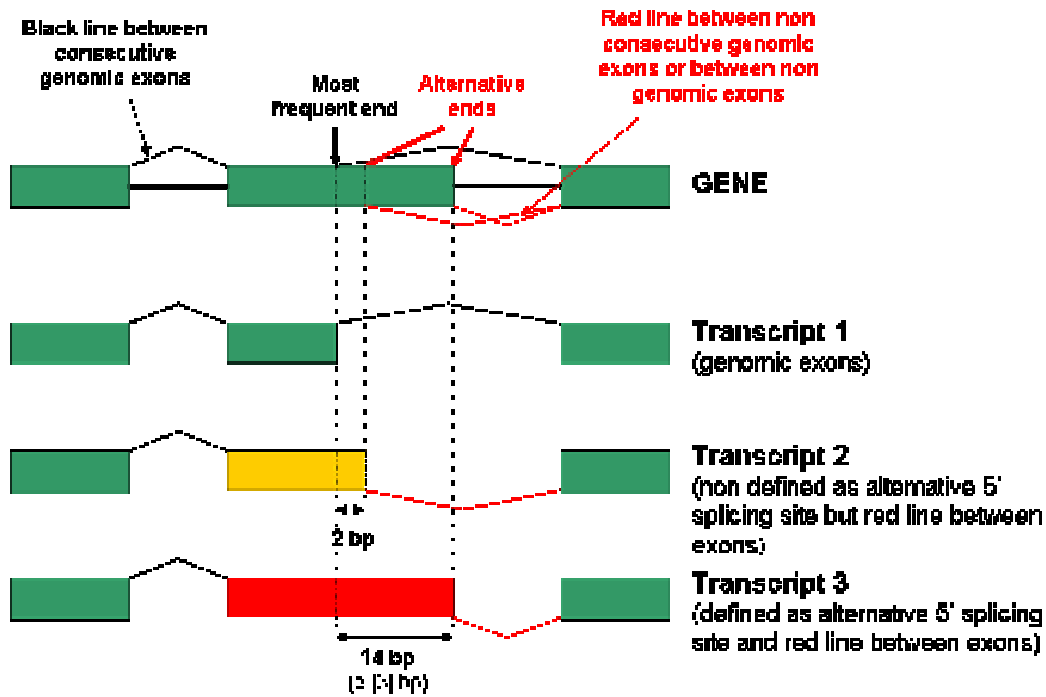 Black line between
consecutive
genomic exons
Most
frequent end
Alternative
ends
Red line between non
consecutive genomic
exons or between non
genomic exons
GENE
Transcript 1
(genomic exons)
Transcript 2
(non defined as alternative 5'
splicing site but red line between
exons)
2 bp
Transcript 3
(defined as alternative 5' splicing
site and red line between exons)
14 bp
bp)